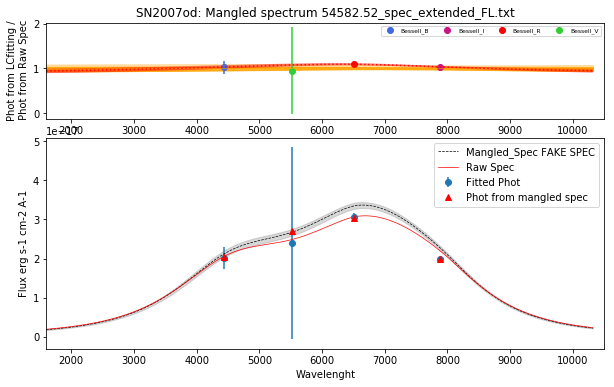 SN2007od: Mangled spectrum 54582.52_spec_extended_FL.txt
Phot from LCfitting /
Phot from Raw Spec
2
1
0
Bessell_B
Bessell_I
Bessell_R
Bessell_V
2000 3000 4000 5000 6000 7000 8000 9000 10000
1e−17
Flux erg s-1 cm-2 A-1
5
4
3
2
1
0
Mangled_Spec FAKE SPEC
Raw Spec
Fitted Phot
Phot from mangled spec
2000 3000 4000 5000 6000 7000 8000 9000 10000
Wavelenght